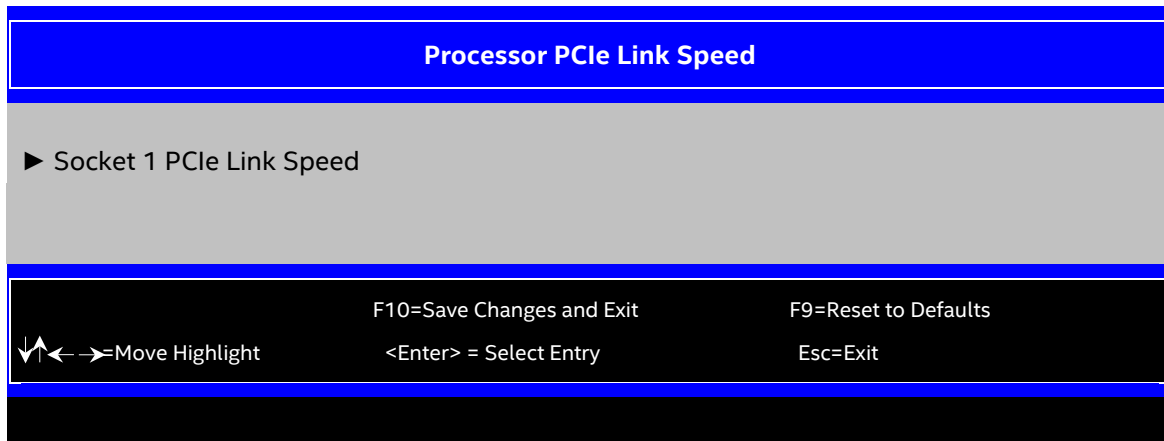 Processor PCIe Link Speed
► Socket 1 PCIe Link Speed
F10=Save Changes and Exit F9=Reset to Defaults
↓↑←→=Move Highlight <Enter> = Select Entry Esc=Exit